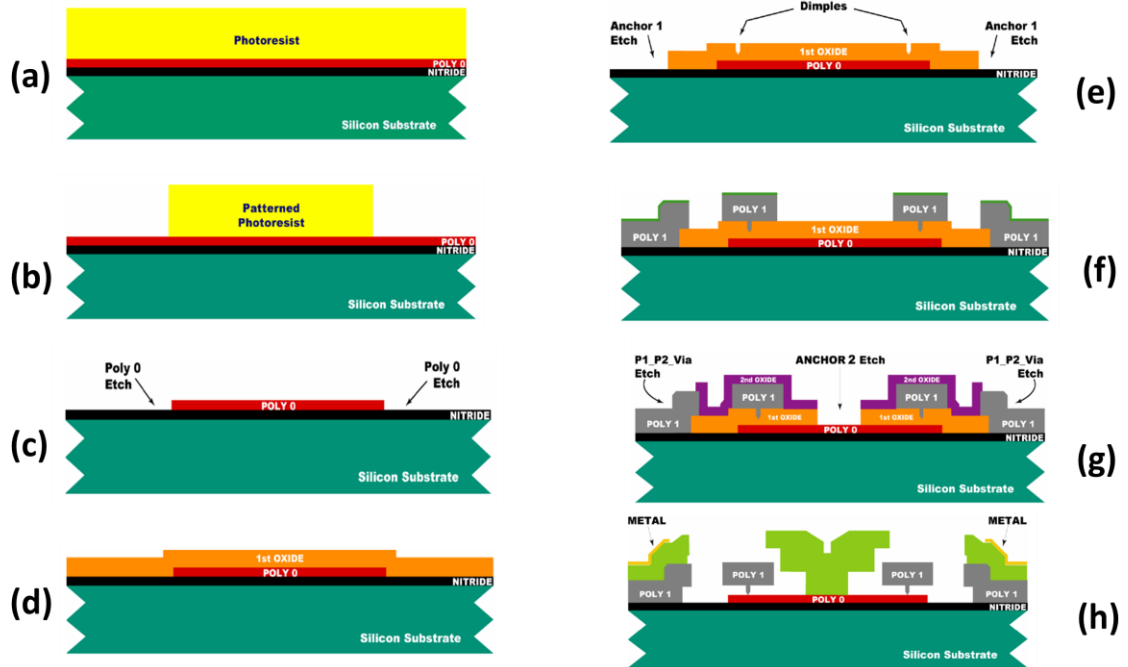 (a)
Photoresist
POLY 0
NITRIDE
Silicon Substrate
(b)
Patterned
Photoresist
POLY 0
NITRIDE
Silicon Substrate
(c)
Poly 0
Etch
Poly 0
Etch
POLY 0
NITRIDE
Silicon Substrate
(d)
1st OXIDE
POLY 0
NITRIDE
Silicon Substrate
(e)
Dimples
Anchor 1
Etch
Anchor 1
Etch
1st OXIDE
POLY 0
NITRIDE
Silicon Substrate
(f)
POLY 1
POLY 1
POLY 1
POLY 1
1st OXIDE
POLY 0
NITRIDE
Silicon Substrate
(g)
P1_P2_Via
Etch
ANCHOR 2 Etch
P1_P2_Via
Etch
2nd OXIDE
2nd OXIDE
POLY 1
POLY 1
POLY 1
1st OXIDE
1st OXIDE
POLY 1
POLY 0
NITRIDE
Silicon Substrate
(h)
METAL
METAL
POLY 1
POLY 1
POLY 1
POLY 1
POLY 0
NITRIDE
Silicon Substrate